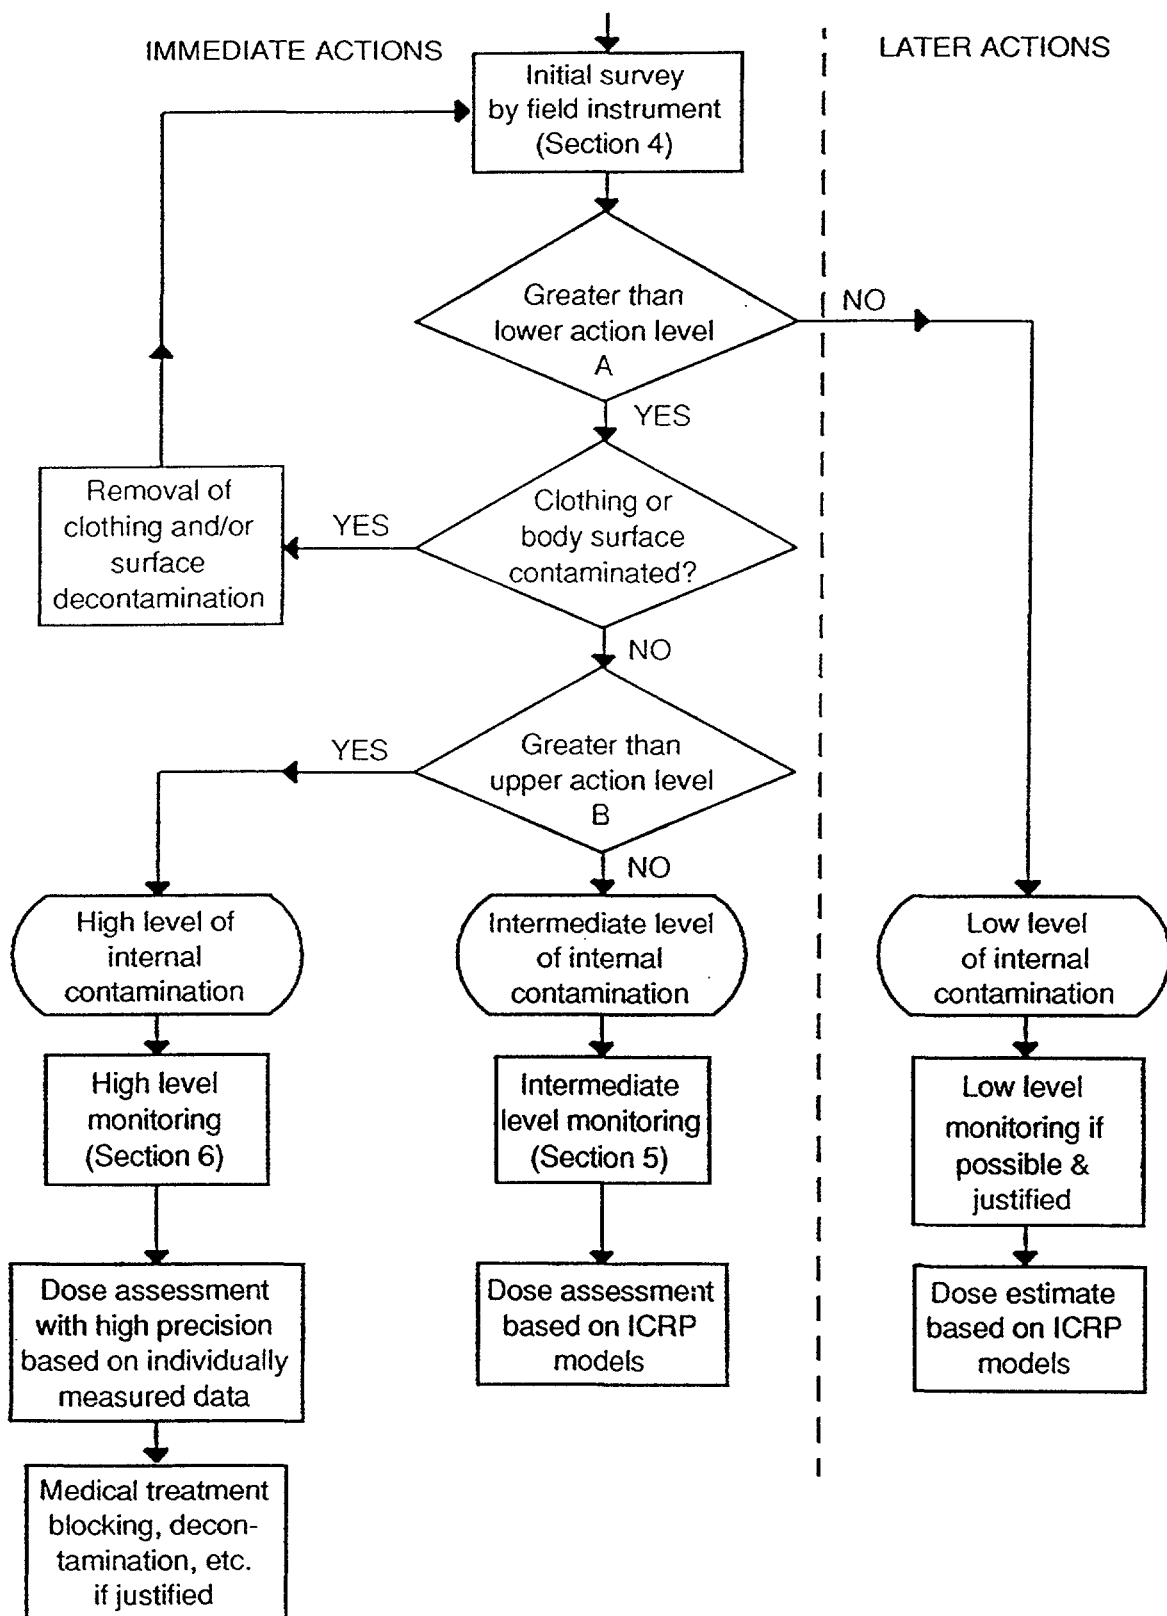 IMMEDIATE ACTIONS
LATER ACTIONS
Initial survey
by field instrument
(Section 4)
Greater than
lower action level
A
NO
YES
Clothing or
body surface
contaminated?
YES
Removal of
clothing and/or
surface
decontamination
NO
Greater than
upper action level
B
YES
NO
High level of
internal
contamination
Intermediate level
of internal
contamination
Low level
of internal
contamination
High level
monitoring
(Section 6)
Intermediate
level monitoring
(Section 5)
Low level
monitoring if
possible &
justified
Dose assessment
with high precision
based on individually
measured data
Dose assessment
based on ICRP
models
Dose estimate
based on ICRP
models
Medical treatment
blocking, decon-
tamination, etc.
if justified